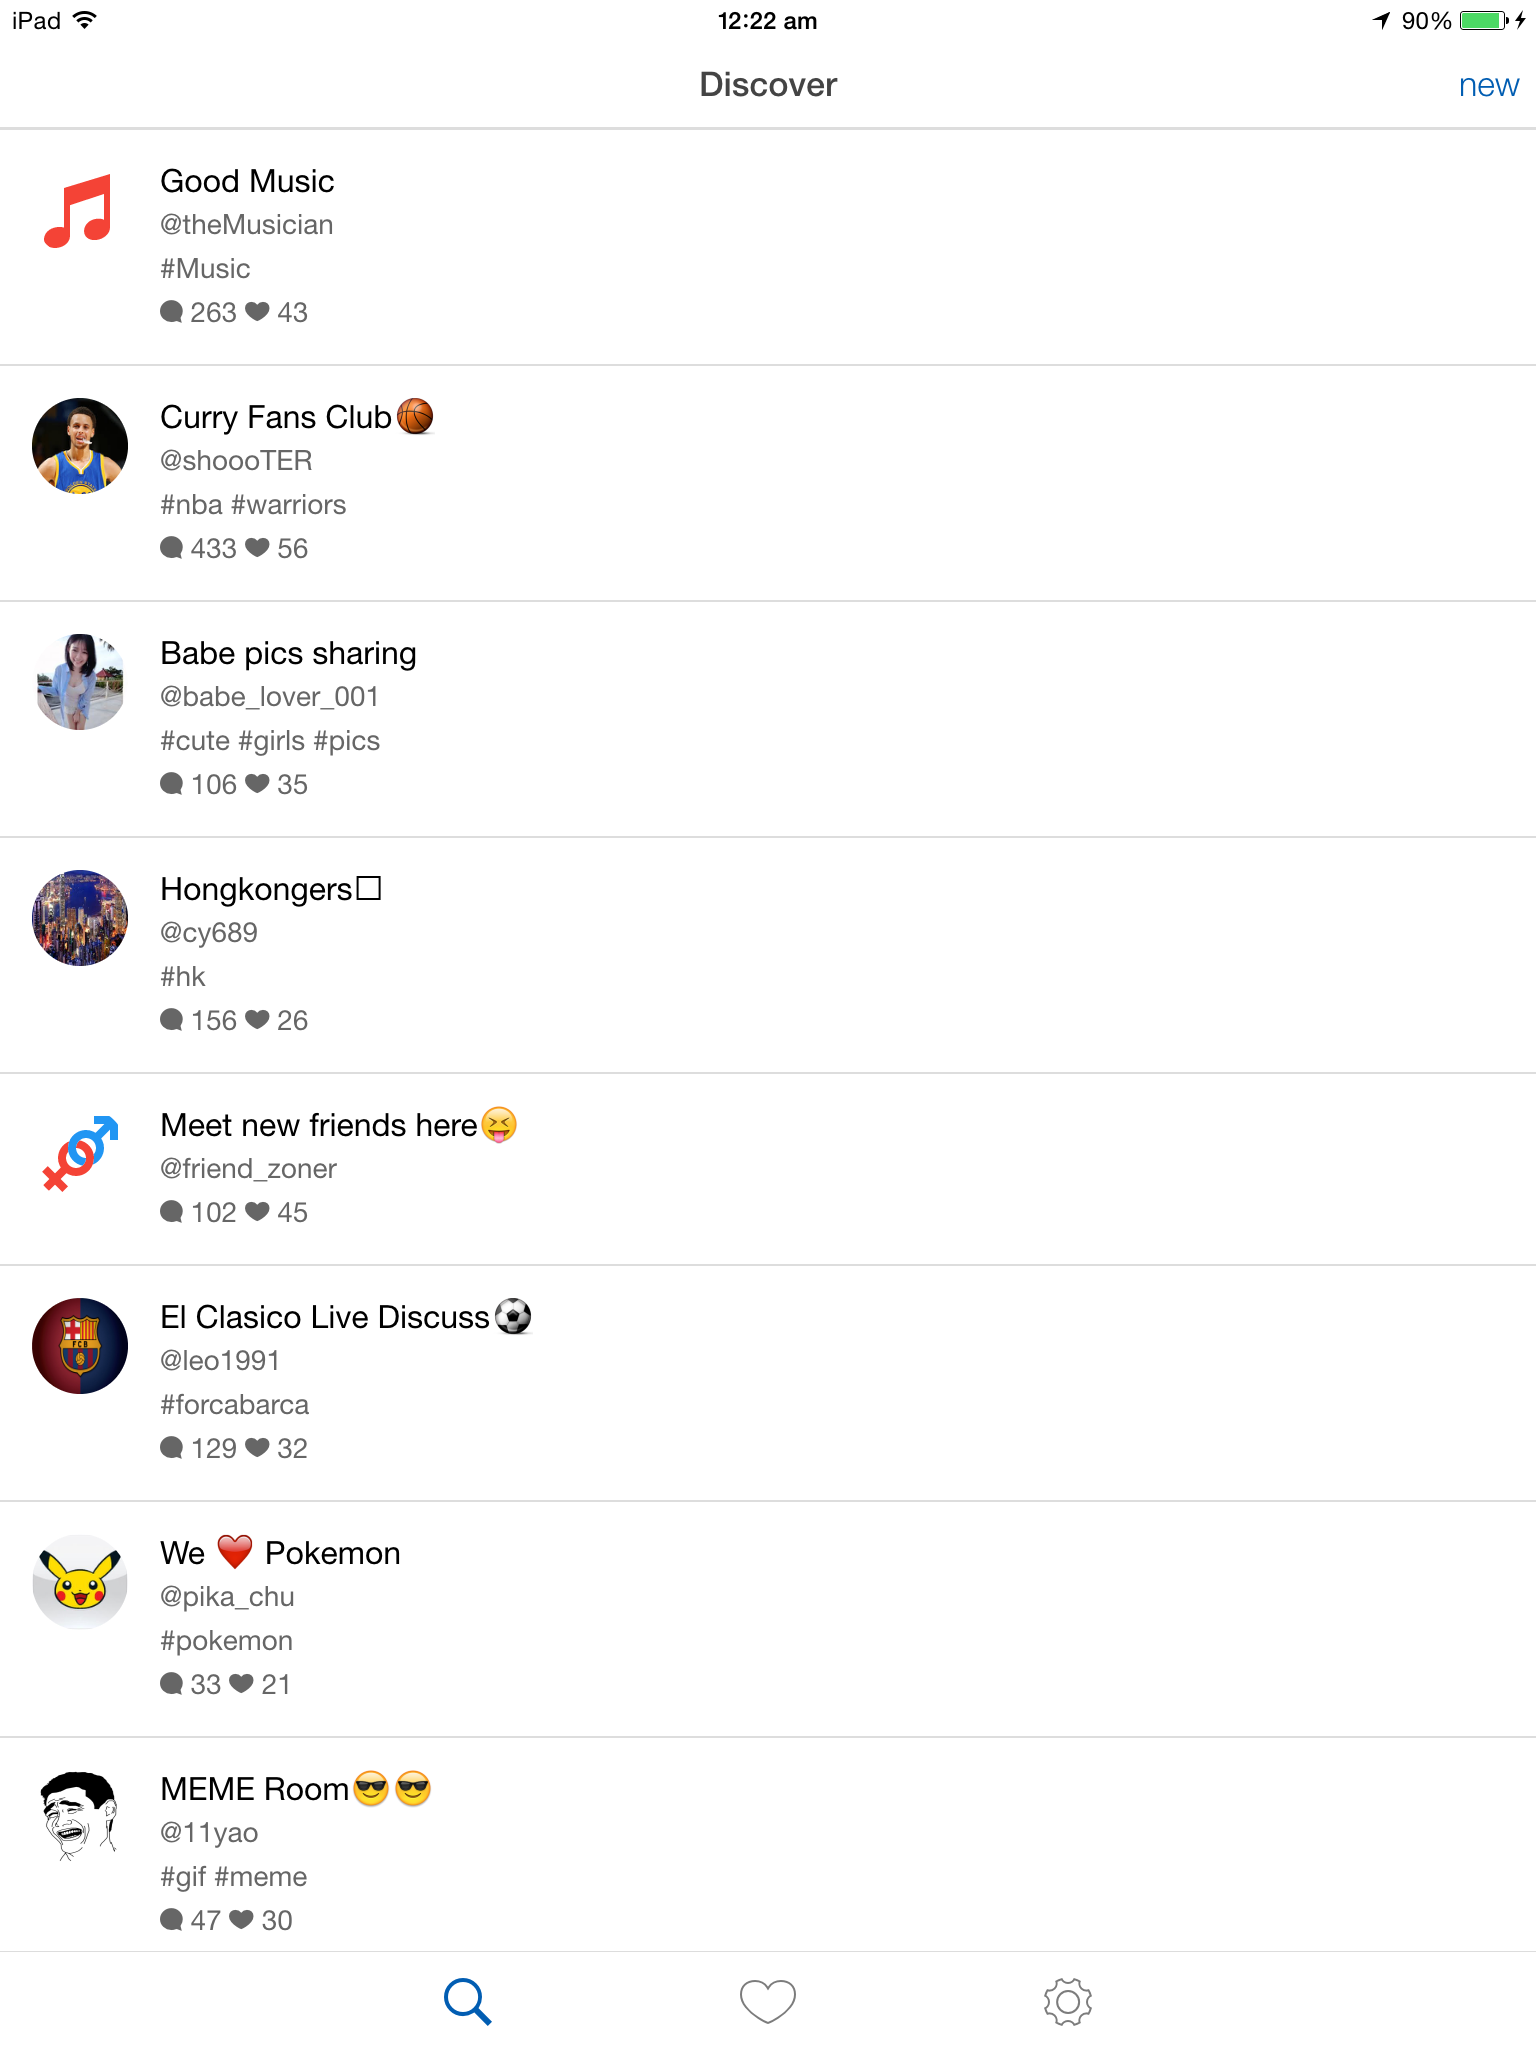 iPad 12:22 am 90%
Discover new
Good Music
@theMusician
#Music
263 43
Curry Fans Club🏀
@shoooTER
#nba #warriors
433 56
Babe pics sharing
@babe_lover_001
#cute #girls #pics
106 35
Hongkongers□
@cy689
#hk
156 26
Meet new friends here😝
@friend_zoner
102 45
El Clasico Live Discuss⚽
FCB
@leo1991
#forcabarca
129 32
We ❤️ Pokemon
@pika_chu
#pokemon
33 21
MEME Room😎😎
@11yao
#gif #meme
47 30